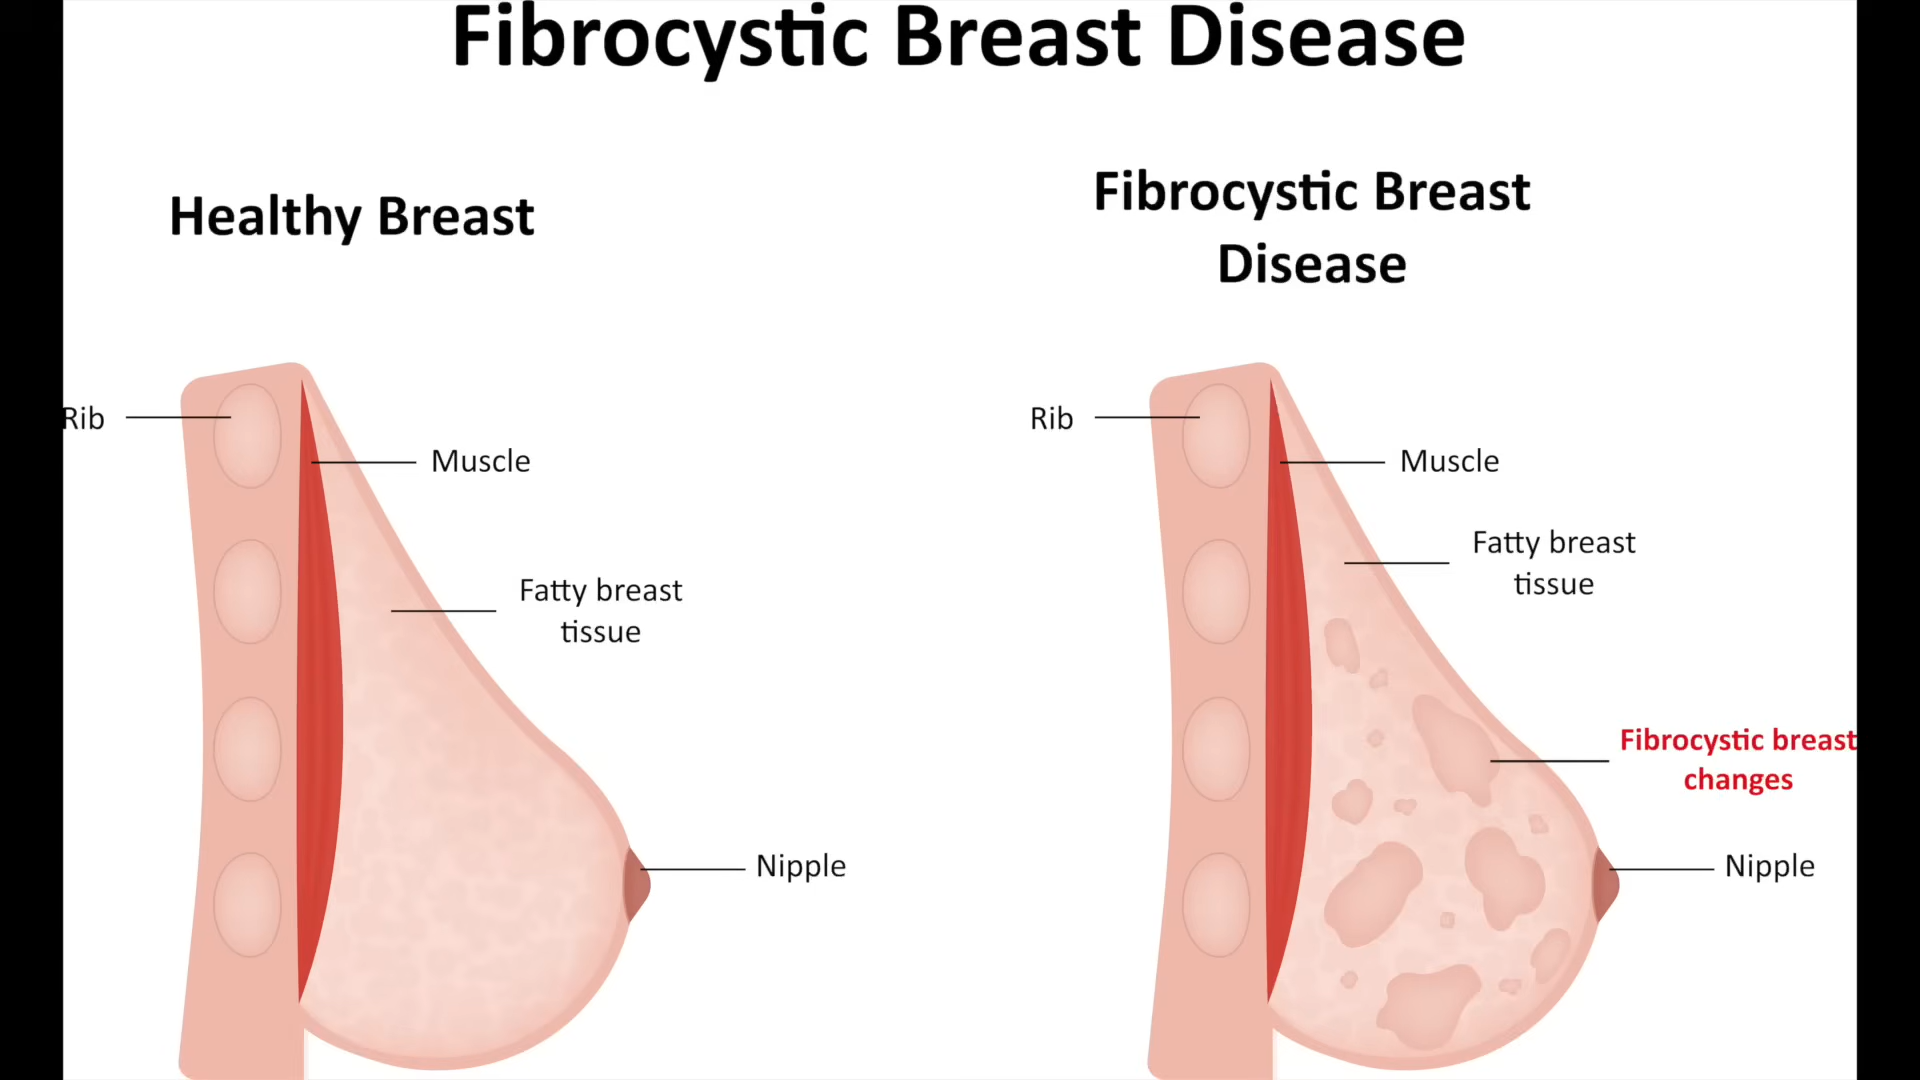 Fibrocystic Breast Disease
Healthy Breast
Rib
Muscle
Fatty breast
tissue
Nipple
Fibrocystic Breast
Disease
Rib
Muscle
Fatty breast
tissue
Fibrocystic breast
changes
Nipple